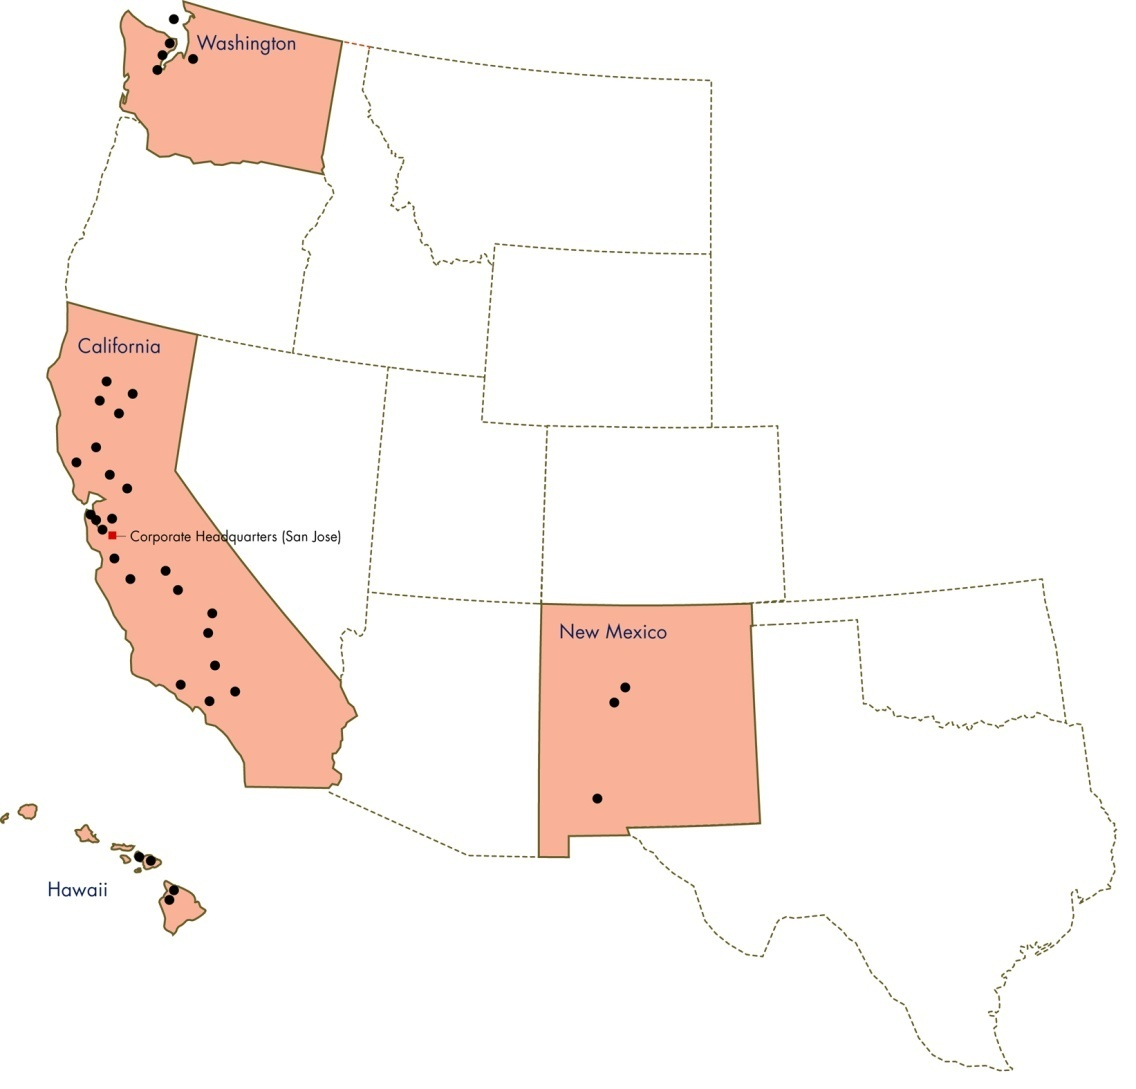 Washington
California
Corporate Headquarters (San Jose)
New Mexico
Hawaii